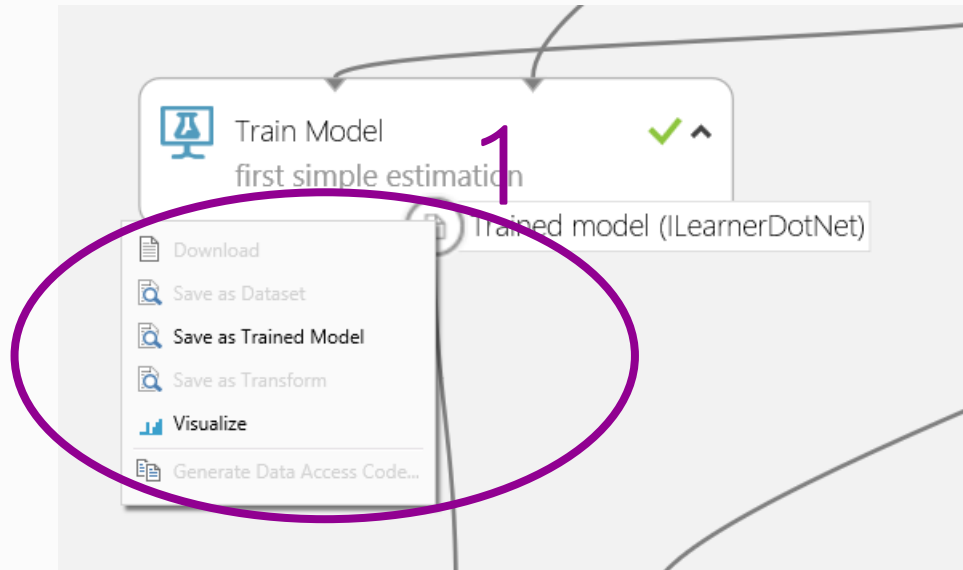 Train Model
first simple estimation
1
Trained model (ILearnerDotNet)
Download
Save as Dataset
Save as Trained Model
Save as Transform
Visualize
Generate Data Access Code...